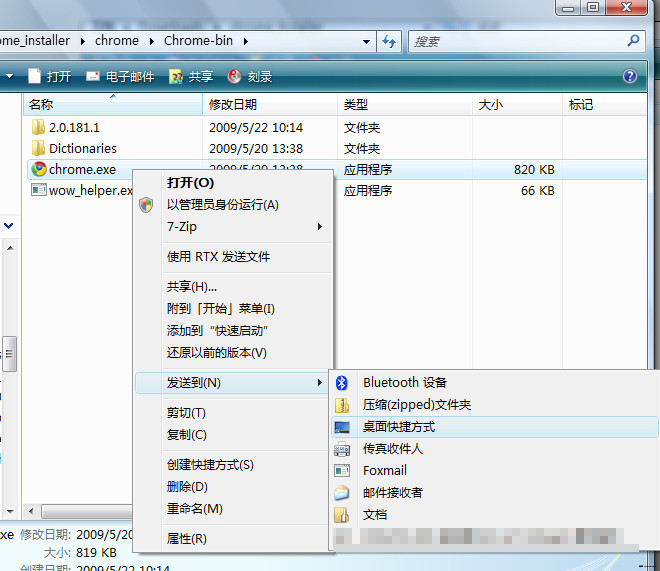 ome_installer chrome Chrome-bin 搜索
打开 电子邮件 共享 刻录
名称 修改日期 类型 大小 标记
2.0.181.1 2009/5/22 10:14 文件夹
Dictionaries 2009/5/20 13:38 文件夹
chrome.exe 2009/5/20 13:38 应用程序 820 KB
wow_helper.ex 应用程序 66 KB
打开(O)
以管理员身份运行(A)
7-Zip
使用 RTX 发送文件
共享(H)...
附到「开始」菜单(I)
添加到“快速启动”
还原以前的版本(V)
发送到(N)
剪切(T)
复制(C)
创建快捷方式(S)
删除(D)
重命名(M)
属性(R)
Bluetooth 设备
压缩(zipped)文件夹
桌面快捷方式
传真收件人
Foxmail
邮件接收者
文档
xe 修改日期: 2009/5/20
大小: 819 KB
创建日期: 2009/5/22 10:14